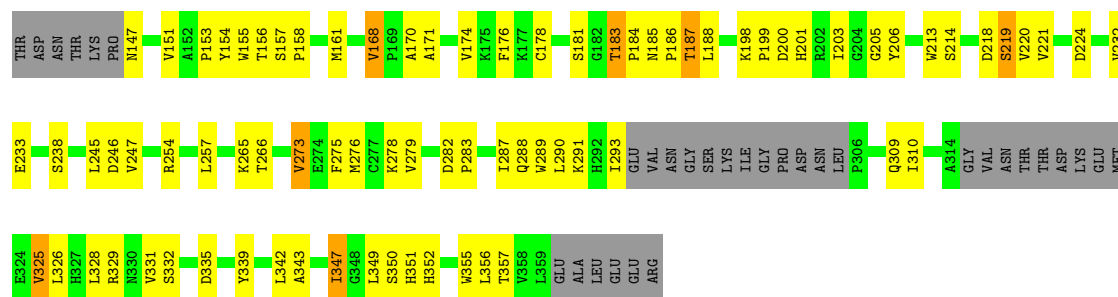 THR ASP ASN THR LYS PRO N147 V151 A152 P153 Y154 W155 T156 S157 P158 M161 V168 P169 A170 A171 V174 K175 F176 K177 C178 S181 G182 T183 P184 N185 P186 T187 L188 K198 P199 D200 H201 R202 I203 G204 G205 Y206 W213 S214 D218 S219 V220 V221 D224 V232
E233 S238 L245 D246 V247 R254 L257 K265 T266 V273 E274 F275 M276 C277 K278 V279 D282 P283 I287 Q288 W289 L290 K291 H292 I293 GLU VAL ASN GLY SER LYS ILE GLY PRO ASP ASN LEU P306 Q309 I310 A314 GLY VAL ASN THR THR ASP LYS GLU MET
E324 V325 L326 H327 L328 R329 N330 V331 S332 D335 Y339 L342 A343 I347 G348 L349 S350 H351 H352 W355 L356 T357 V358 L359 GLU ALA LEU GLU GLU ARG